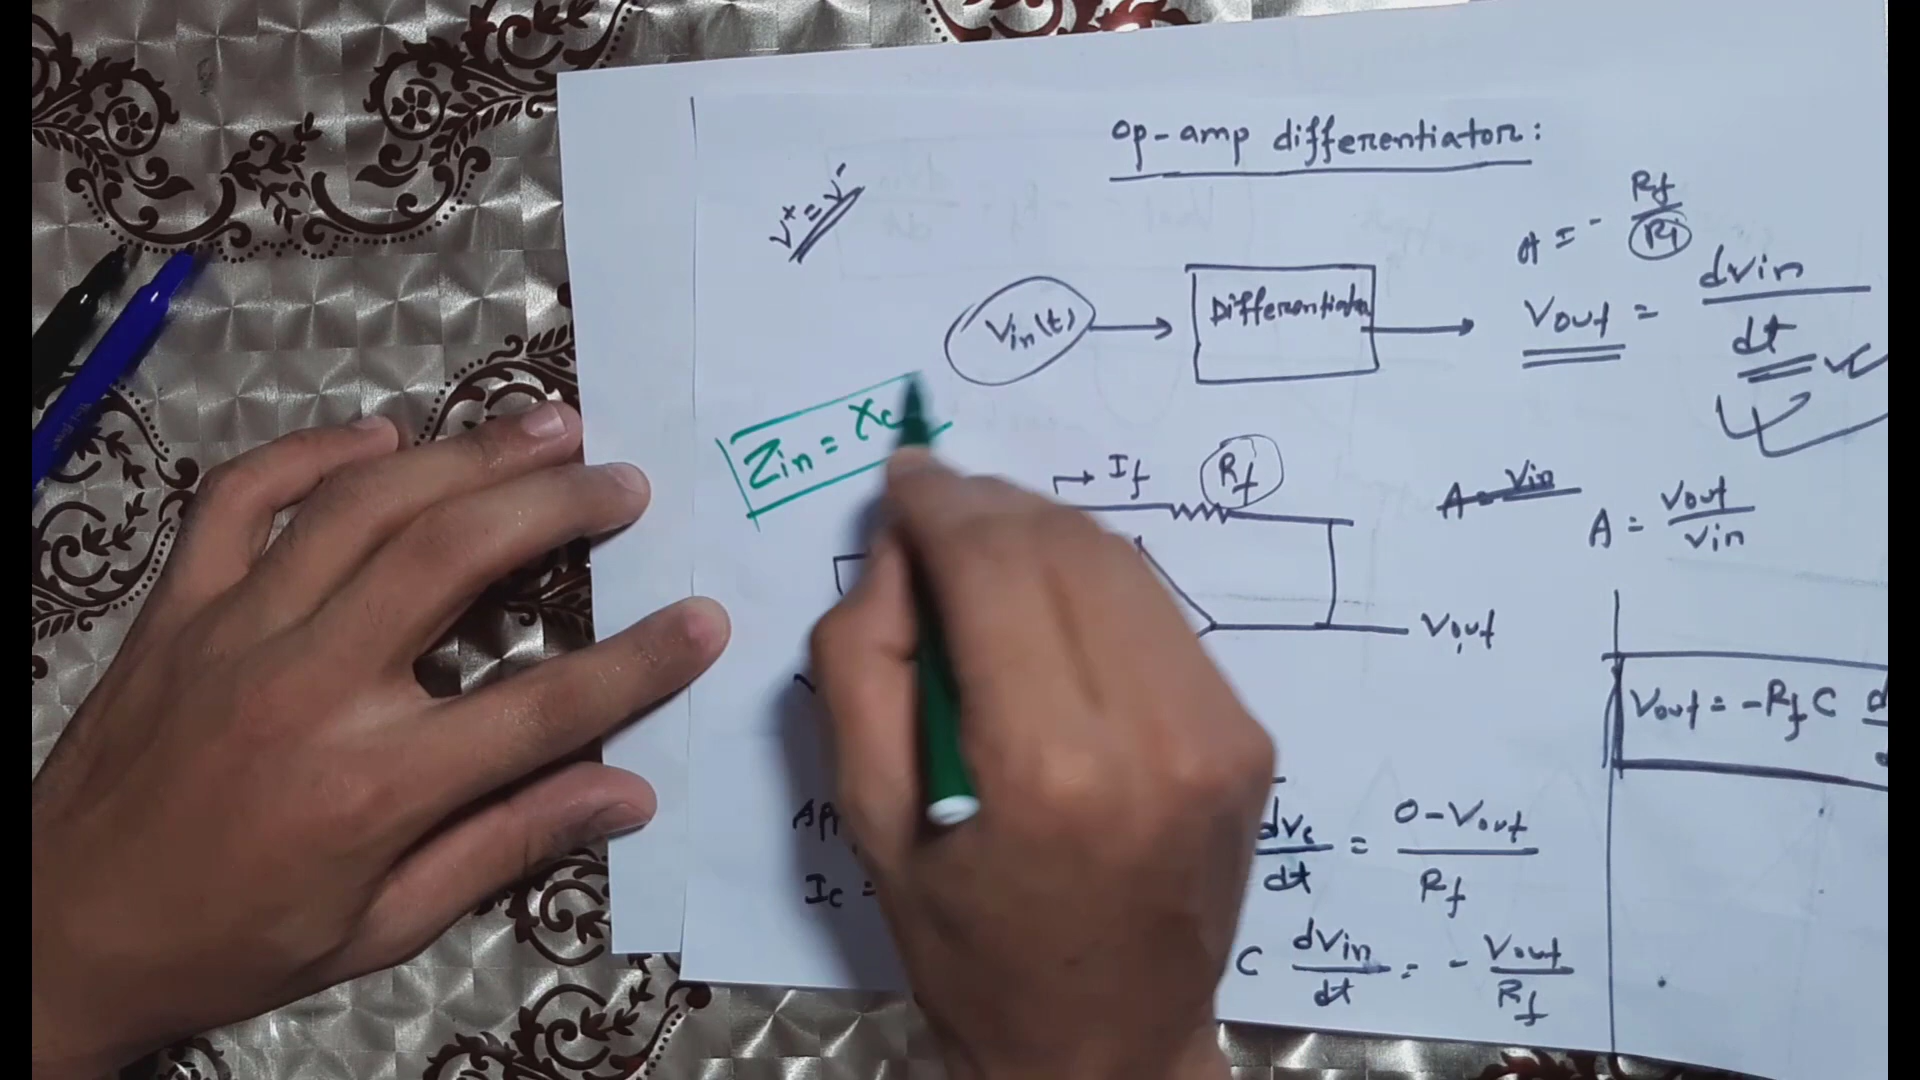 Op-amp differentiator:
V⁺ = V⁻
A = - Rf / R1
Vin(t)
Differentiator
Vout = dvin / dt
Zin = Xc
If
Rf
A = Vin
A = Vout / Vin
Vout
Vout = -Rf C
dvc / dt = 0 - Vout / Rf
Ic =
C dVin / dt = - Vout / Rf